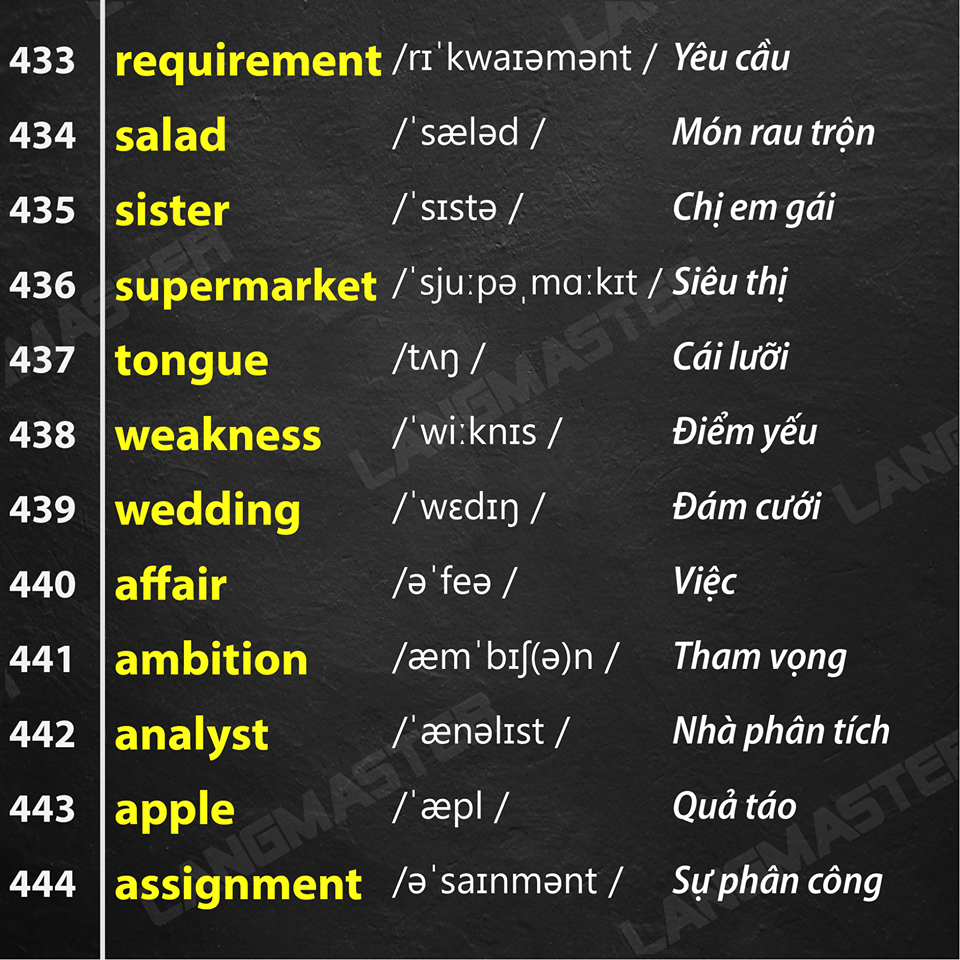 433 requirement /rɪˈkwaɪəmənt / Yêu cầu
434 salad /ˈsæləd / Món rau trộn
435 sister /ˈsɪstə / Chị em gái
436 supermarket /ˈsjuːpəˌmɑːkɪt / Siêu thị
437 tongue /tʌŋ / Cái lưỡi
438 weakness /ˈwiːknɪs / Điểm yếu
439 wedding /ˈwɛdɪŋ / Đám cưới
440 affair /əˈfeə / Việc
441 ambition /æmˈbɪʃ(ə)n / Tham vọng
442 analyst /ˈænəlɪst / Nhà phân tích
443 apple /ˈæpl / Quả táo
444 assignment /əˈsaɪnmənt / Sự phân công
LANGMASTER